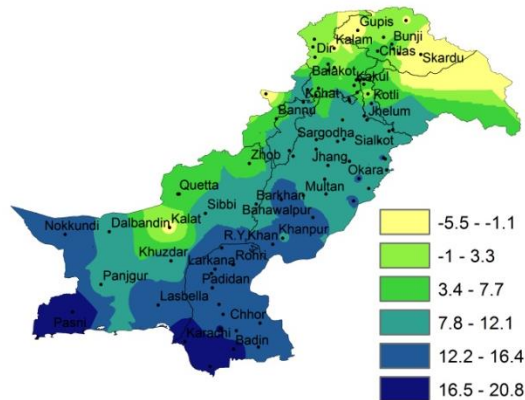 Gupis
Kalam
Bunji
Dir
Chilas
Skardu
Balakot
Kakul
Kohat
Kotli
Bannu
Jhelum
Sargodha
Sialkot
Zhob
Jhang
Okara
Quetta
Barkhan
Multan
Sibbi
Bahawalpur
Nokkundi
Dalbandin
Kalat
R.Y.Khan
Khanpur
Khuzdar
Larkana
Rohri
Panjgur
Padidan
Lasbella
Pasni
Chhor
Karachi
Badin
-5.5 - -1.1
-1 - 3.3
3.4 - 7.7
7.8 - 12.1
12.2 - 16.4
16.5 - 20.8